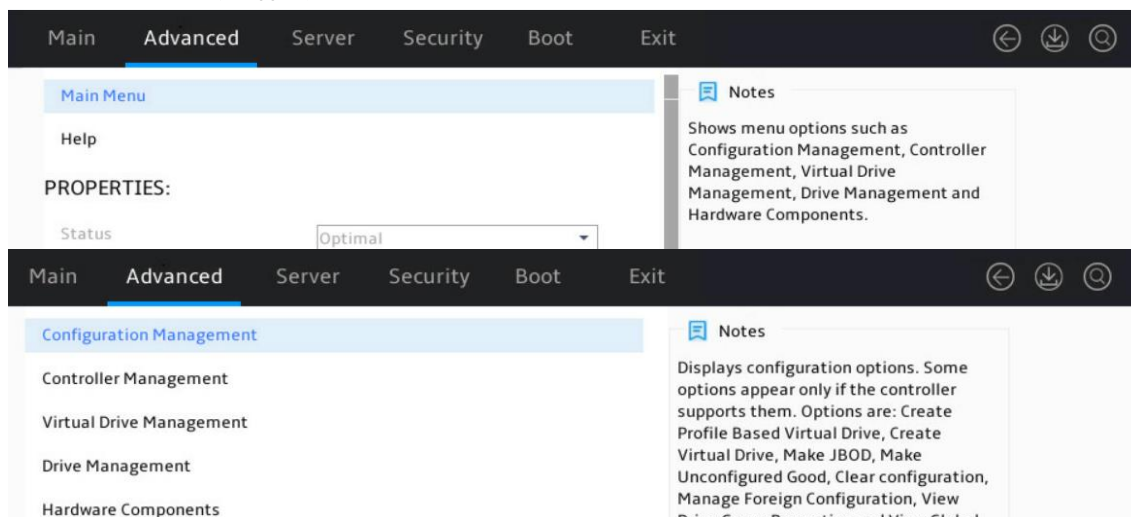 Main Advanced Server Security Boot Exit
Main Menu
Help
PROPERTIES:
Status Optimal
Notes
Shows menu options such as
Configuration Management, Controller
Management, Virtual Drive
Management, Drive Management and
Hardware Components.
Main Advanced Server Security Boot Exit
Configuration Management
Controller Management
Virtual Drive Management
Drive Management
Hardware Components
Notes
Displays configuration options. Some
options appear only if the controller
supports them. Options are: Create
Profile Based Virtual Drive, Create
Virtual Drive, Make JBOD, Make
Unconfigured Good, Clear configuration,
Manage Foreign Configuration, View